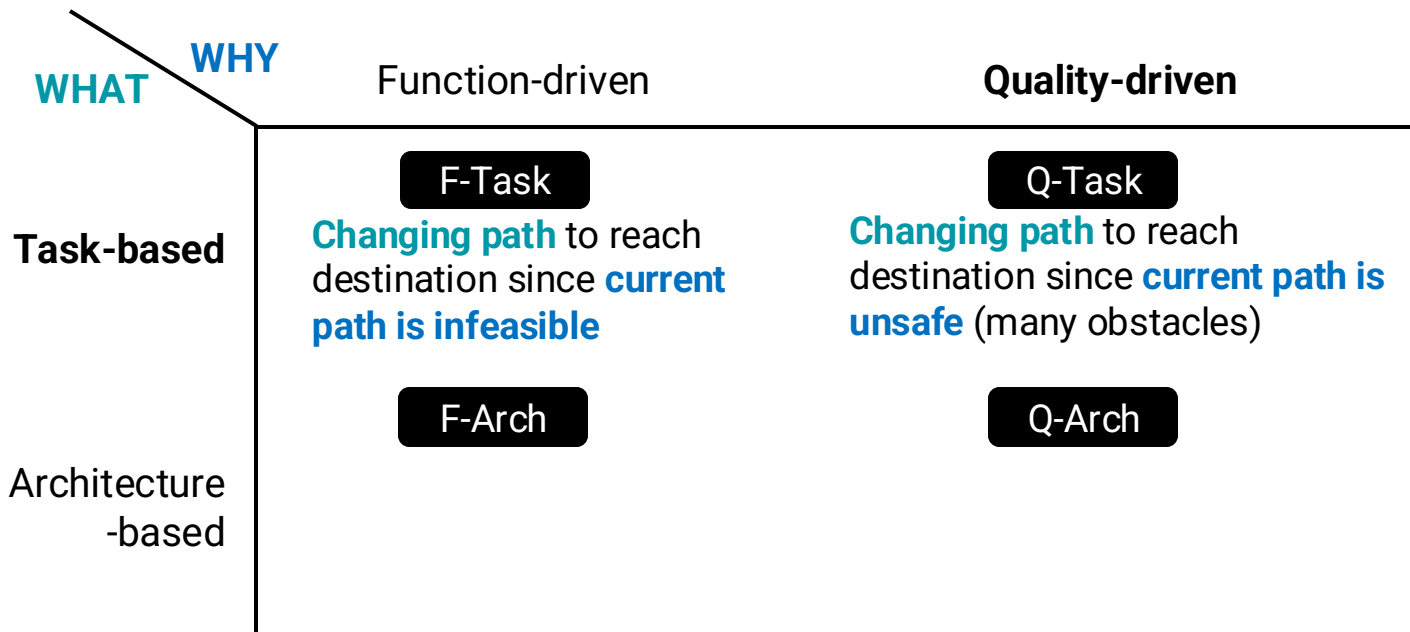 WHY
WHAT
Function-driven
Quality-driven
Task-based
F-Task
Changing path to reach
destination since current
path is infeasible
Q-Task
Changing path to reach
destination since current path is
unsafe (many obstacles)
Architecture
-based
F-Arch
Q-Arch